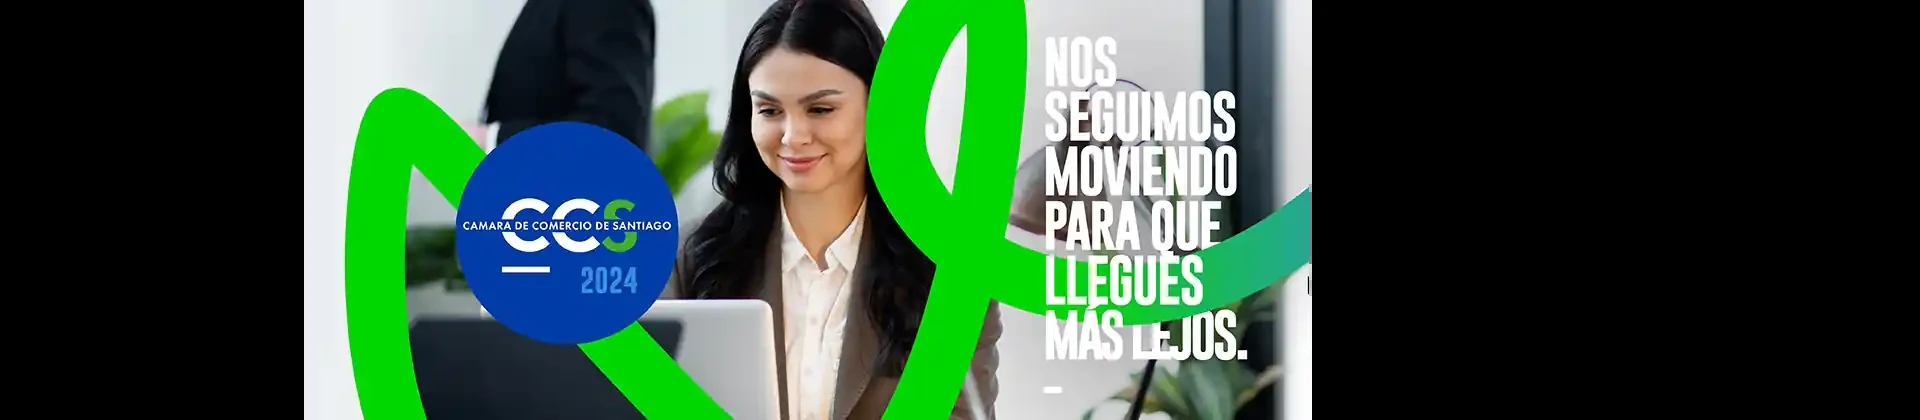 CCS
CAMARA DE COMERCIO DE SANTIAGO
2024
NOS
SEGUIMOS
MOVIENDO
PARA QUE
LLEGUES
MÁS LEJOS.